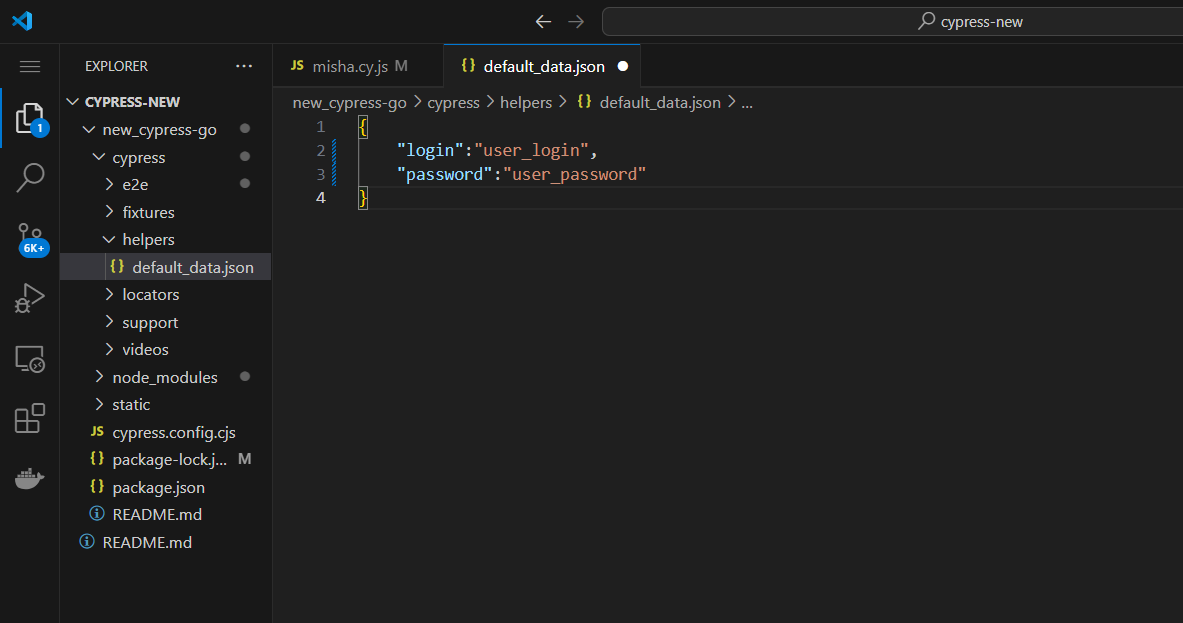 cypress-new
EXPLORER ...
JS misha.cy.js M
{} default_data.json
CYPRESS-NEW
new_cypress-go > cypress > helpers > {} default_data.json > ...
1 {
2 "login":"user_login",
3 "password":"user_password"
4 }
new_cypress-go
cypress
e2e
fixtures
helpers
{} default_data.json
locators
support
videos
node_modules
static
JS cypress.config.cjs
{} package-lock.j... M
{} package.json
README.md
README.md
1
6K+